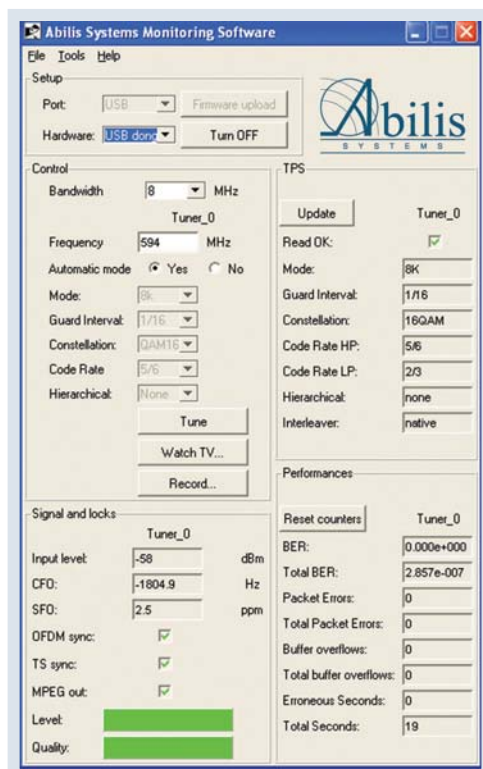 Abilis Systems Monitoring Software
File Tools Help
Setup
Port: USB Firmware upload
Hardware: USB dong Turn OFF
Abilis
SYSTEMS
Control
Bandwidth 8 MHz
Tuner_0
Frequency 594 MHz
Automatic mode Yes No
Mode: 8k
Guard Interval: 1/16
Constellation: QAM16
Code Rate 5/6
Hierarchical: None
Tune
Watch TV...
Record...
TPS
Update Tuner_0
Read OK:
Mode: 8K
Guard Interval: 1/16
Constellation: 16QAM
Code Rate HP: 5/6
Code Rate LP: 2/3
Hierarchical: none
Interleaver: native
Signal and locks
Tuner_0
Input level: -58 dBm
CFO: -1804.9 Hz
SFO: 2.5 ppm
OFDM sync:
TS sync:
MPEG out:
Level:
Quality:
Performances
Reset counters Tuner_0
BER: 0.000e+000
Total BER: 2.857e-007
Packet Errors: 0
Total Packet Errors: 0
Buffer overflows: 0
Total buffer overflows: 0
Erroneous Seconds: 0
Total Seconds: 19